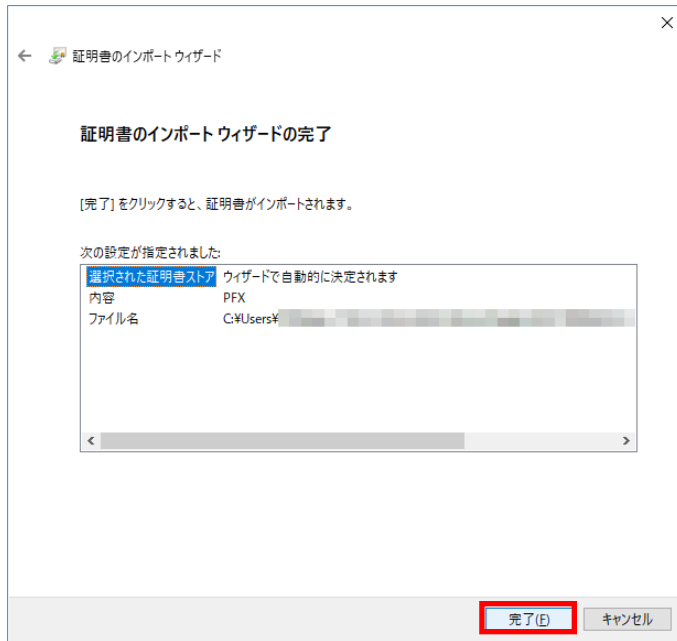 証明書のインポート ウィザード
証明書のインポート ウィザードの完了
[完了] をクリックすると、証明書がインポートされます。
次の設定が指定されました:
選択された証明書ストア ウィザードで自動的に決定されます
内容 PFX
ファイル名 C:¥Users¥
完了(F) キャンセル